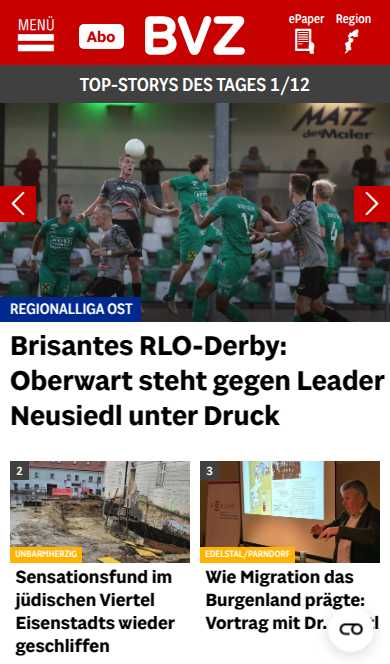 MENÜ
Abo
BVZ
ePaper
Region
TOP-STORYS DES TAGES 1/12
MATZ
der Maler
REGIONALLIGA OST
Brisantes RLO-Derby:
Oberwart steht gegen Leader
Neusiedl unter Druck
2
UNBARMHERZIG
Sensationsfund im
jüdischen Viertel
Eisenstadts wieder
geschliffen
3
EDELSTAL/PARNDORF
Wie Migration das
Burgenland prägte:
Vortrag mit Dr.